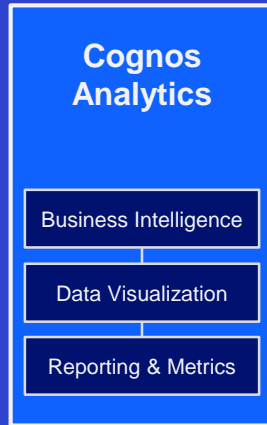 Cognos
Analytics
Business Intelligence
Data Visualization
Reporting & Metrics